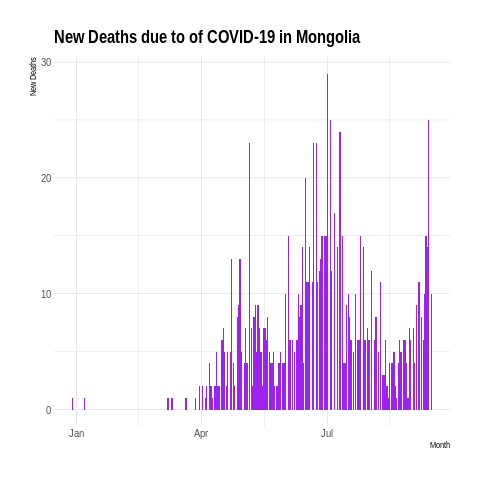 New Deaths due to of COVID-19 in Mongolia
New Deaths
30
20
10
0
Jan Apr Jul
Month